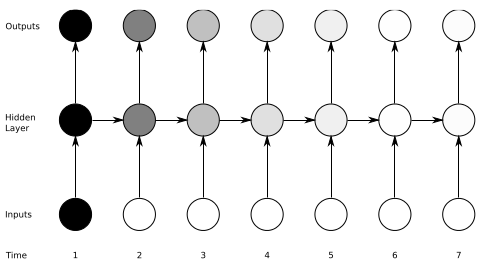 Outputs
Hidden
Layer
Inputs
Time 1 2 3 4 5 6 7